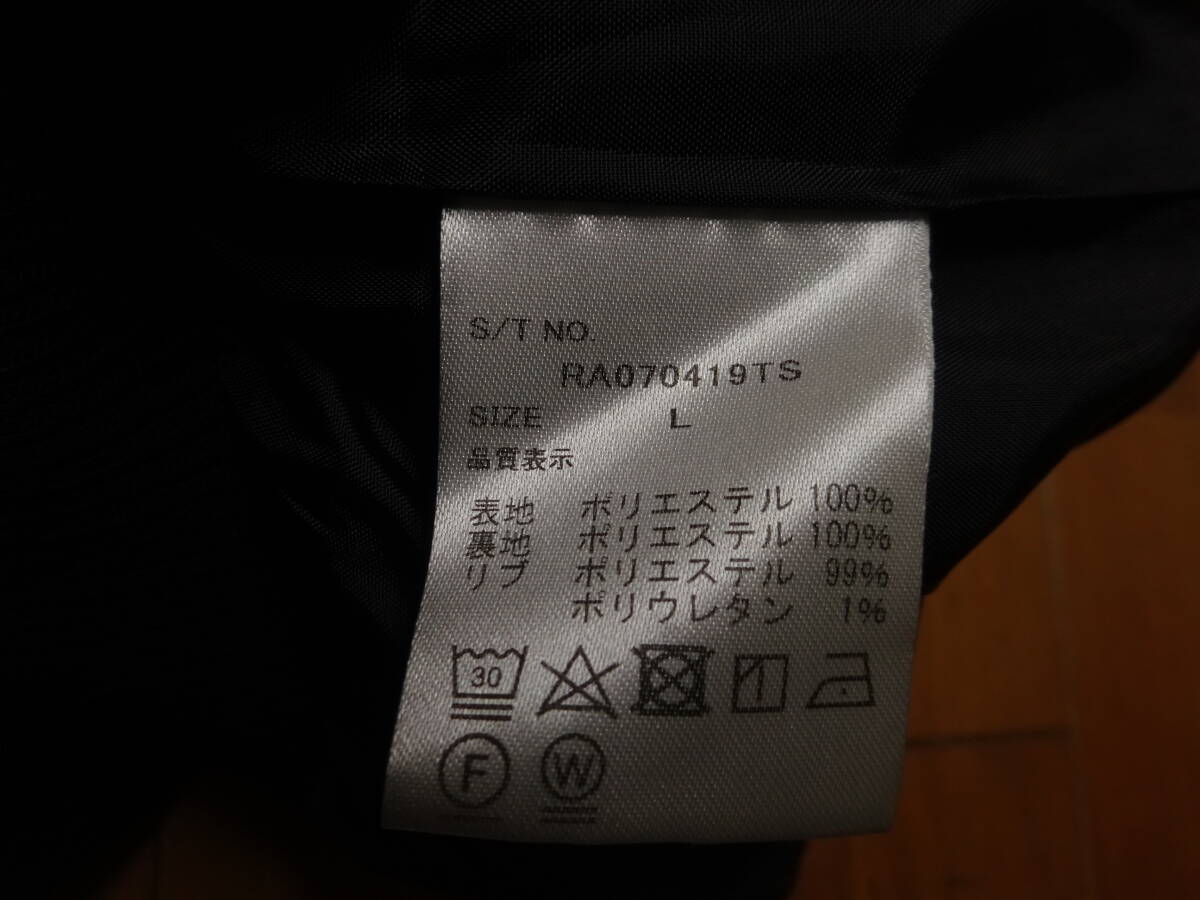 S/T NO.
RA070419TS
SIZE L
品質表示
表地 ポリエステル 100%
裏地 ポリエステル 100%
リブ ポリエステル 99%
ポリウレタン 1%
30
F W